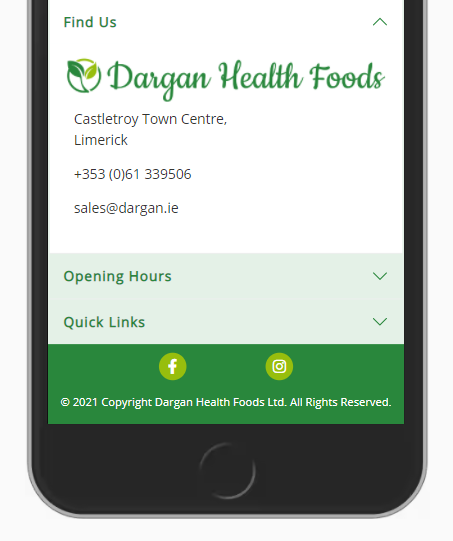 Find Us
Dargan Health Foods
Castletroy Town Centre,
Limerick
+353 (0)61 339506
sales@dargan.ie
Opening Hours
Quick Links
© 2021 Copyright Dargan Health Foods Ltd. All Rights Reserved.